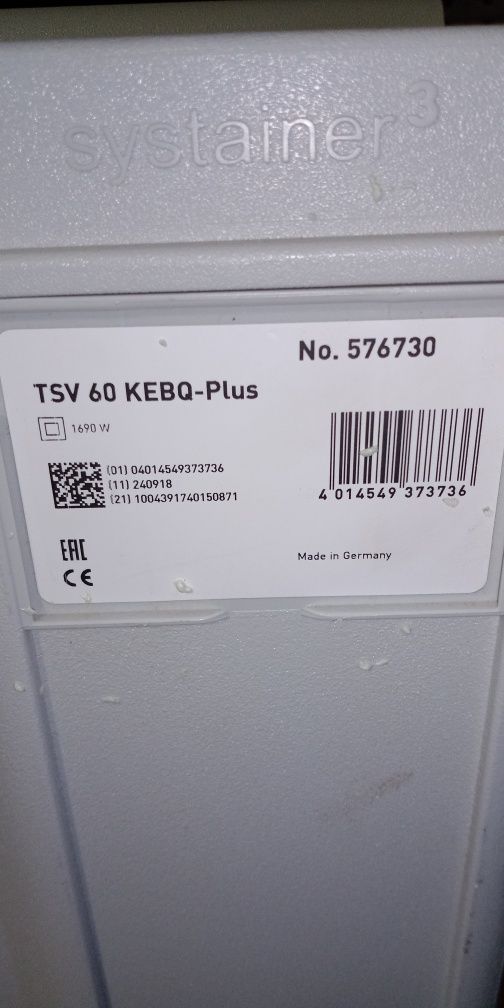 systainer³
No. 576730
TSV 60 KEBQ-Plus
1690 W
(01) 04014549373736
(11) 240918
(21) 1004391740150871
4 014549 373736
EAC
CE
Made in Germany